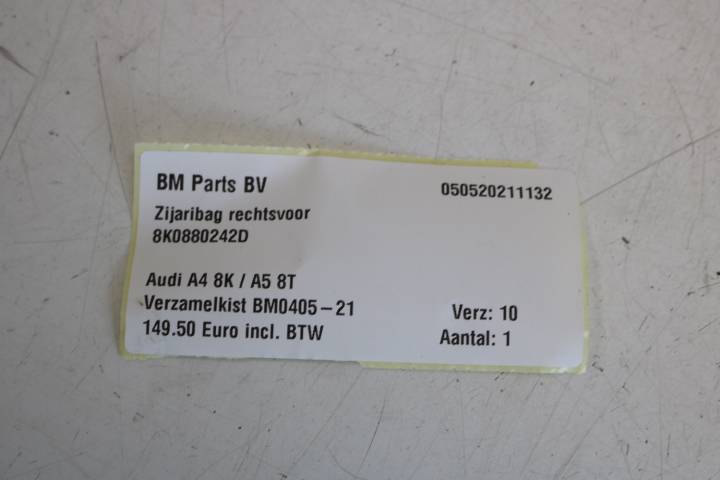 BM Parts BV 050520211132
Zijaribag rechtsvoor
8K0880242D
Audi A4 8K / A5 8T
Verzamelkist BM0405-21 Verz: 10
149.50 Euro incl. BTW Aantal: 1